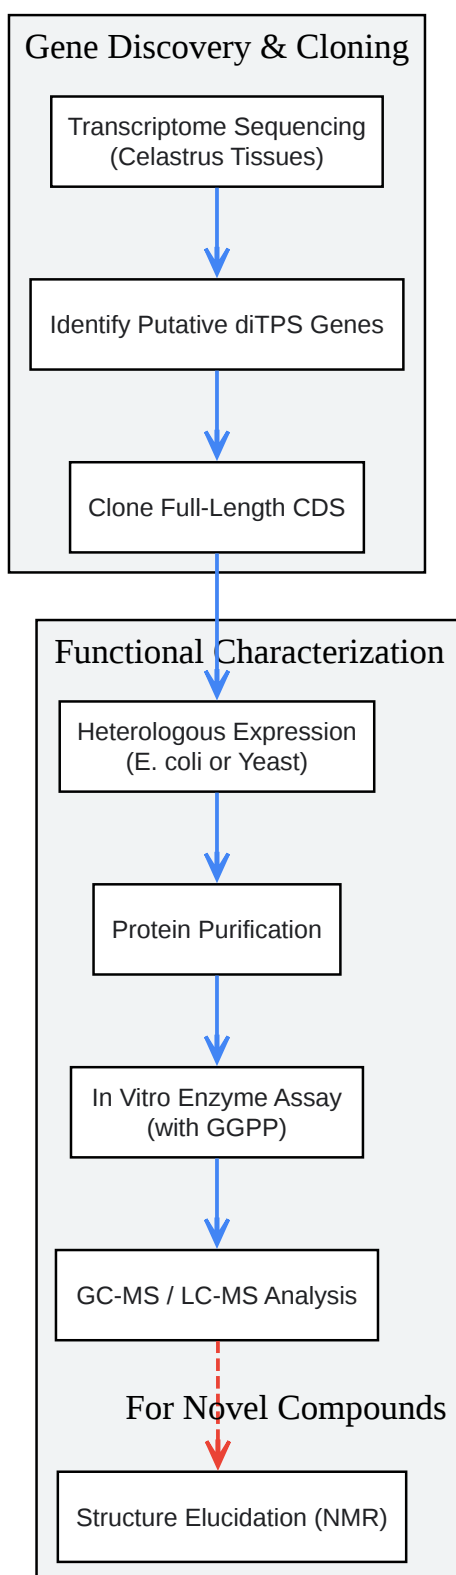 Gene Discovery & Cloning
Transcriptome Sequencing
(Celastrus Tissues)
Identify Putative diTPS Genes
Clone Full-Length CDS
Functional Characterization
Heterologous Expression
(E. coli or Yeast)
Protein Purification
In Vitro Enzyme Assay
(with GGPP)
GC-MS / LC-MS Analysis
For Novel Compounds
Structure Elucidation (NMR)